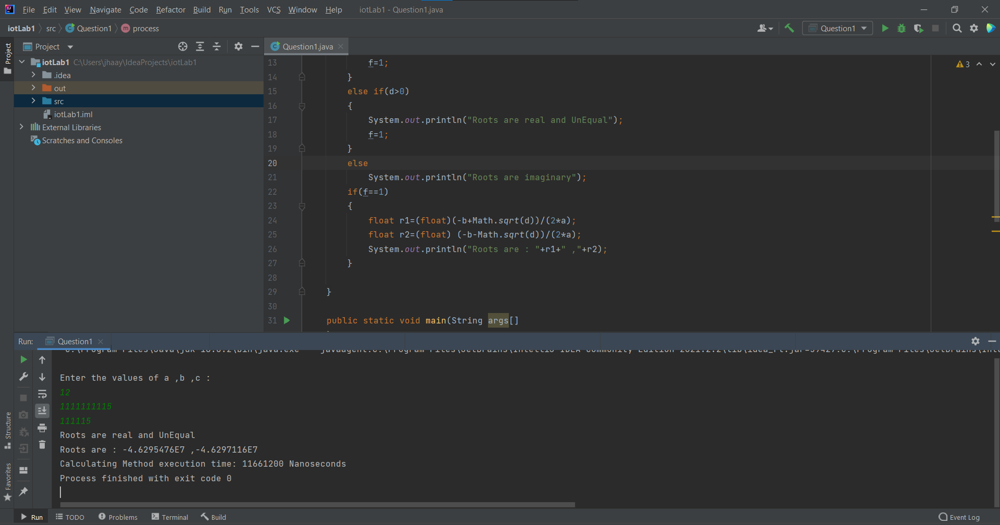 File Edit View Navigate Code Refactor Build Run Tools VCS Window Help iotLab1 - Question1.java
iotLab1 src Question1 process
Question1
Project
Project
Question1.java
iotLab1 C:\Users\jhaay\IdeaProjects\iotLab1
.idea
out
src
iotLab1.iml
External Libraries
Scratches and Consoles
3
13 f=1;
14 }
15 else if(d>0)
16 {
17 System.out.println("Roots are real and UnEqual");
18 f=1;
19 }
20 else
21 System.out.println("Roots are imaginary");
22 if(f==1)
23 {
24 float r1=(float)(-b+Math.sqrt(d))/(2*a);
25 float r2=(float) (-b-Math.sqrt(d))/(2*a);
26 System.out.println("Roots are : "+r1+" ,"+r2);
27 }
28
29 }
30
31 public static void main(String args[]
Run: Question1
Enter the values of a ,b ,c :
12
1111111115
111115
Roots are real and UnEqual
Roots are : -4.6295476E7 ,-4.6297116E7
Calculating Method execution time: 11661200 Nanoseconds
Process finished with exit code 0
Structure
Favorites
Run TODO Problems Terminal Build Event Log